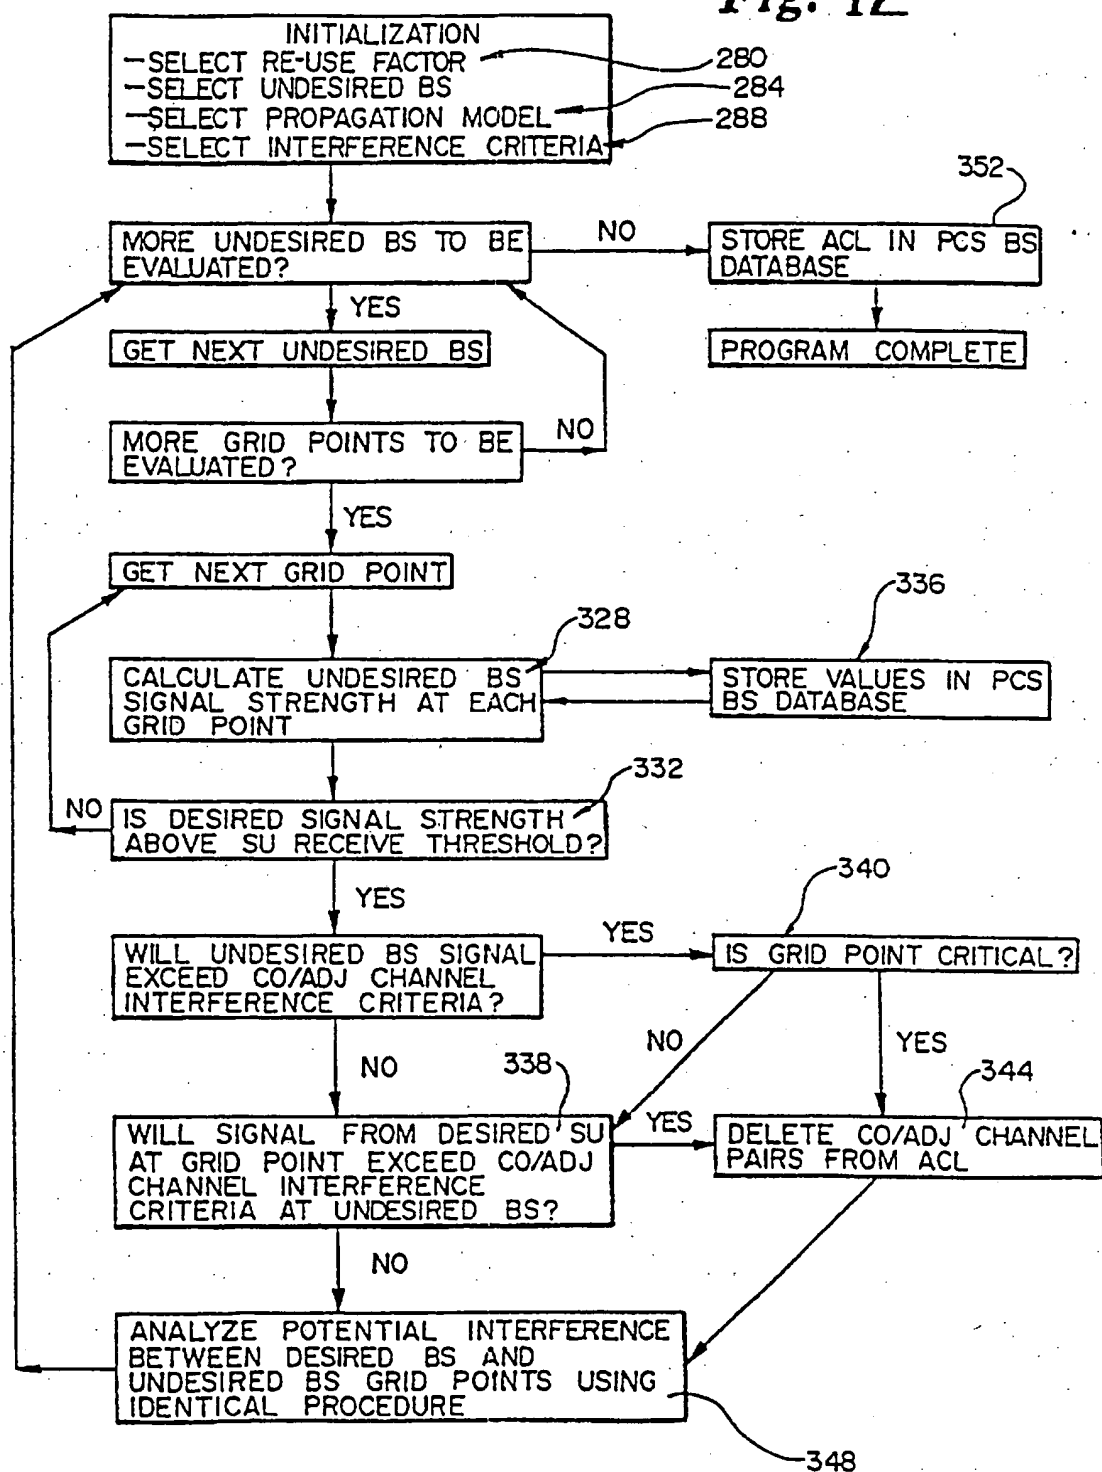 Fig. 12
INITIALIZATION
-SELECT RE-USE FACTOR
-SELECT UNDESIRED BS
-SELECT PROPAGATION MODEL
-SELECT INTERFERENCE CRITERIA
280
284
288
352
MORE UNDESIRED BS TO BE
EVALUATED?
NO
STORE ACL IN PCS BS
DATABASE
YES
GET NEXT UNDESIRED BS
PROGRAM COMPLETE
MORE GRID POINTS TO BE
EVALUATED?
NO
YES
GET NEXT GRID POINT
328
336
CALCULATE UNDESIRED BS
SIGNAL STRENGTH AT EACH
GRID POINT
STORE VALUES IN PCS
BS DATABASE
332
NO
IS DESIRED SIGNAL STRENGTH
ABOVE SU RECEIVE THRESHOLD?
YES
340
WILL UNDESIRED BS SIGNAL
EXCEED CO/ADJ CHANNEL
INTERFERENCE CRITERIA?
YES
IS GRID POINT CRITICAL?
NO
NO
YES
338
344
WILL SIGNAL FROM DESIRED SU
AT GRID POINT EXCEED CO/ADJ
CHANNEL INTERFERENCE
CRITERIA AT UNDESIRED BS?
YES
DELETE CO/ADJ CHANNEL
PAIRS FROM ACL
NO
ANALYZE POTENTIAL INTERFERENCE
BETWEEN DESIRED BS AND
UNDESIRED BS GRID POINTS USING
IDENTICAL PROCEDURE
348